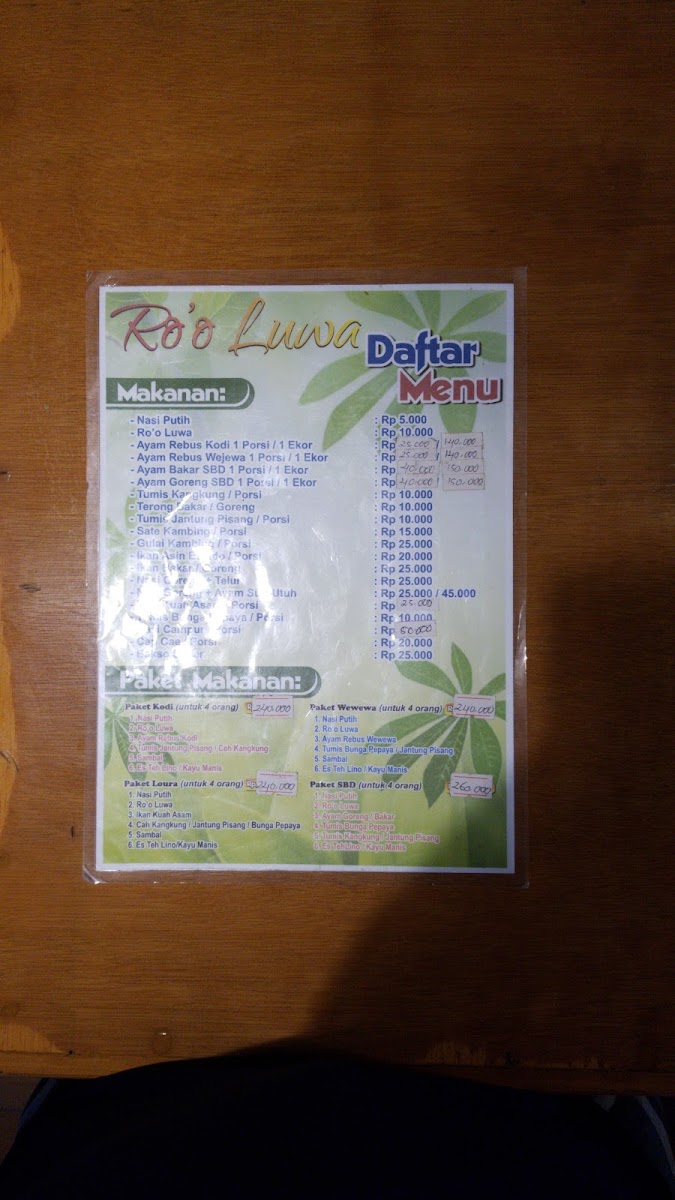 Ro'o Luwa
Daftar Menu
Makanan:
- Nasi Putih : Rp 5.000
- Ro'o Luwa : Rp 10.000
- Ayam Rebus Kodi 1 Porsi / 1 Ekor : Rp 25.000 / 140.000
- Ayam Rebus Wejewa 1 Porsi / 1 Ekor : Rp 25.000 140.000
- Ayam Bakar SBD 1 Porsi / 1 Ekor : Rp 40.000 150.000
- Ayam Goreng SBD 1 Porsi / 1 Ekor : Rp 40.000 150.000
- Tumis Kangkung / Porsi : Rp 10.000
- Terong Bakar / Goreng : Rp 10.000
- Tumis Jantung Pisang / Porsi : Rp 10.000
- Sate Kambing / Porsi : Rp 15.000
- Gulai Kambing / Porsi : Rp 25.000
- Ikan Asin / Porsi : Rp 20.000
- Ikan Bakar / Goreng : Rp 25.000
- Nasi Goreng + Telur : Rp 25.000
+ Ayam Utuh : Rp 25.000 / 45.000
Kuah Asam / Porsi : Rp 25.000
Bunga Pepaya / Porsi : Rp 10.000
Campur / Porsi : Rp 50.000
- Cap Cae / Porsi : Rp 20.000
- Bakso : Rp 25.000
Paket Makanan:
Paket Kodi (untuk 4 orang) 240.000
1. Nasi Putih
2. Ro'o Luwa
3. Ayam Rebus Kodi
4. Tumis Jantung Pisang / Cah Kangkung
5. Sambal
6. Es Teh Lino / Kayu Manis
Paket Wewewa (untuk 4 orang) 240.000
1. Nasi Putih
2. Ro'o Luwa
3. Ayam Rebus Wewewa
4. Tumis Bunga Pepaya / Jantung Pisang
5. Sambal
6. Es Teh Lino / Kayu Manis
Paket Loura (untuk 4 orang) 240.000
1. Nasi Putih
2. Ro'o Luwa
3. Ikan Kuah Asam
4. Cah Kangkung / Jantung Pisang / Bunga Pepaya
5. Sambal
6. Es Teh Lino/Kayu Manis
Paket SBD (untuk 4 orang) 260.000
1. Nasi Putih
2. Ro'o Luwa
3. Ayam Goreng / Bakar
4. Tumis Bunga Pepaya
5. Tumis Kangkung / Jantung Pisang
6. Es Teh Lino / Kayu Manis